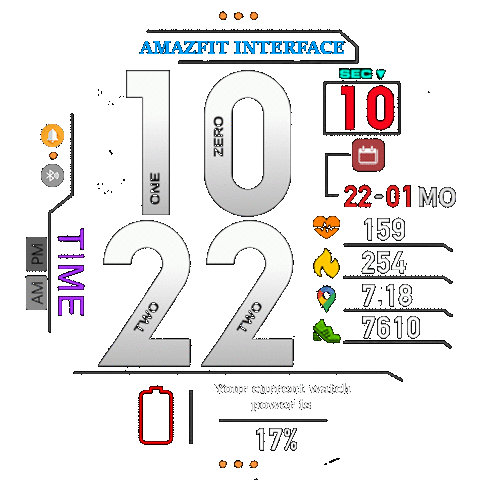 AMAZFIT INTERFACE
SEC
10
10
ONE
ZERO
22-01 MO
159
PM
AM
TIME
254
22
TWO
TWO
7,18
7610
Your current watch
power is
17%